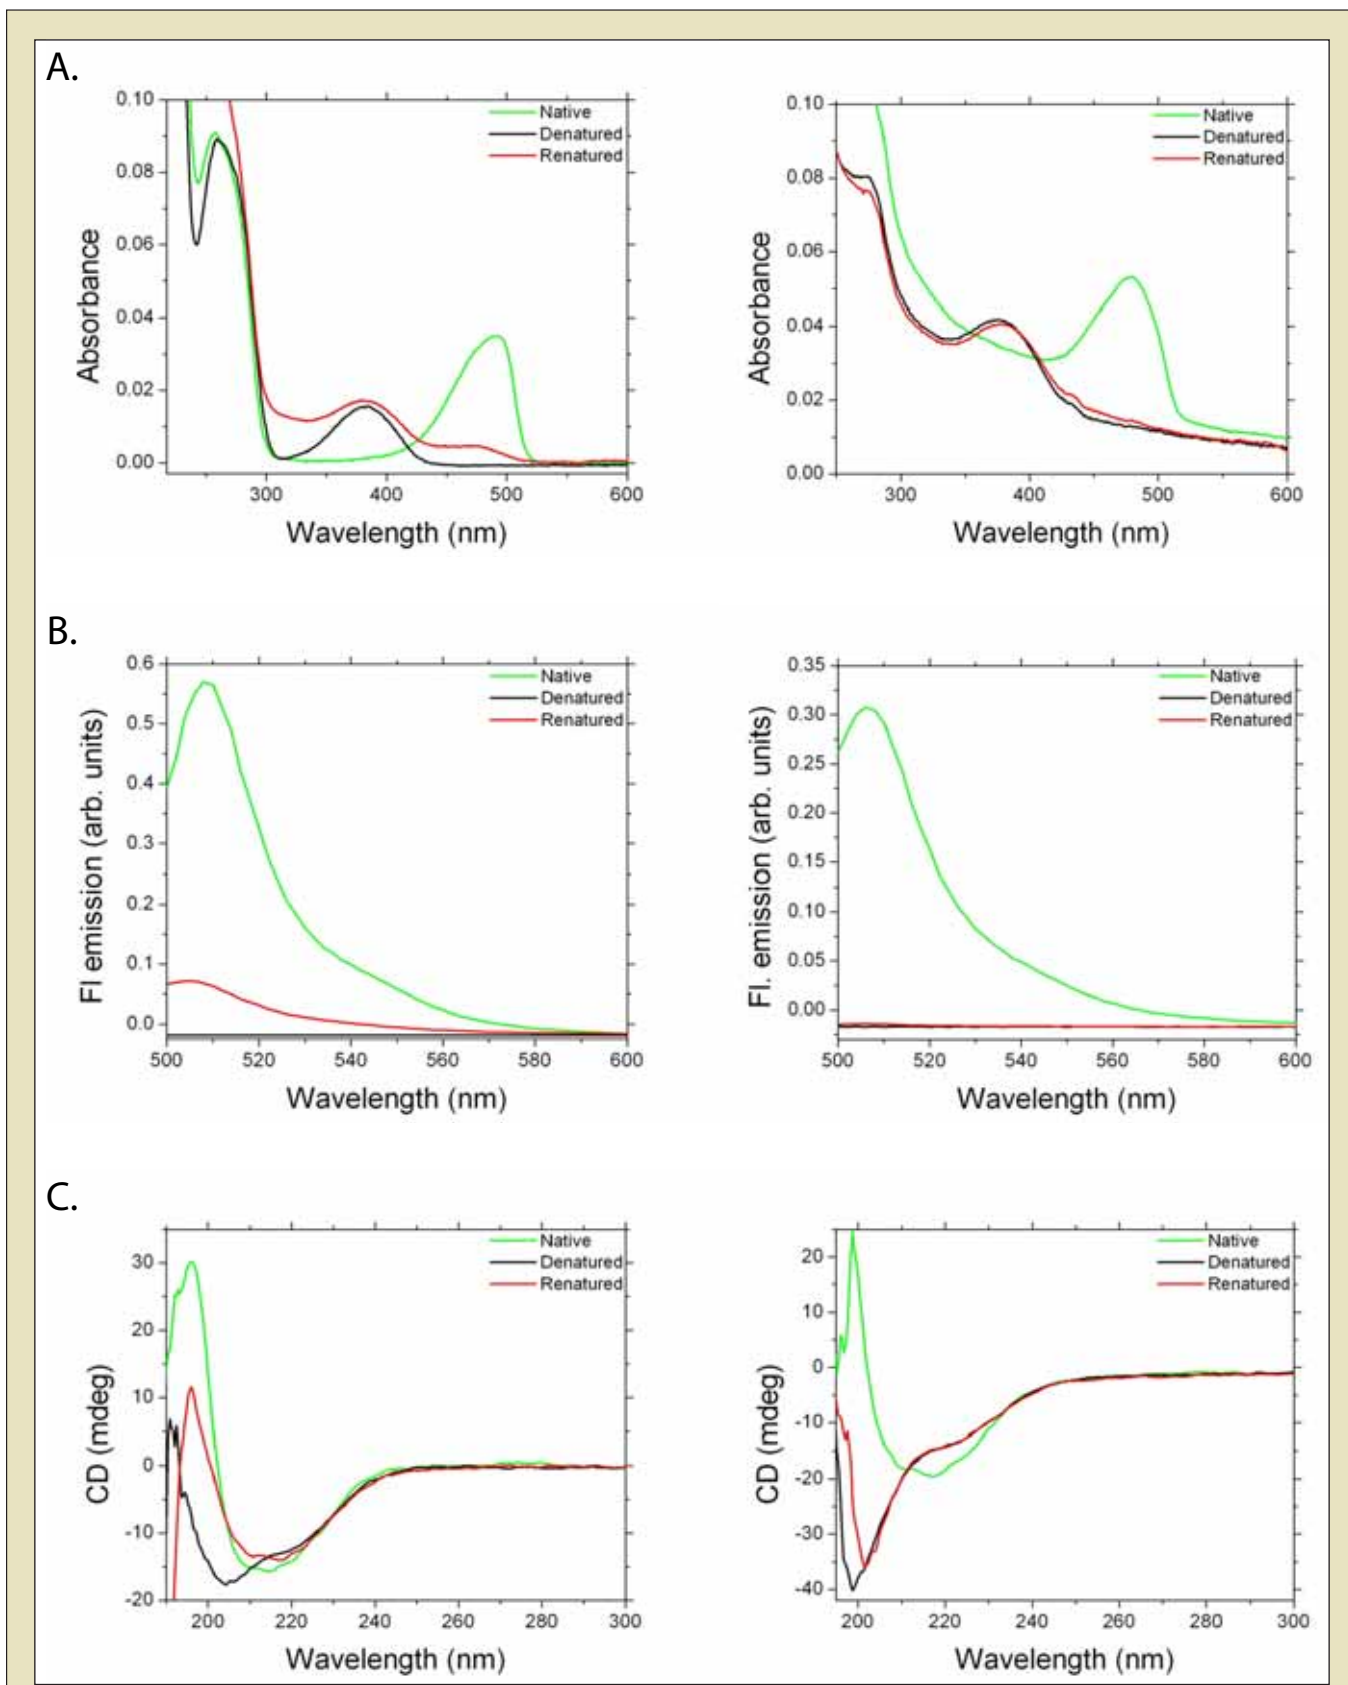 A.
0.10
0.08
0.06
0.04
0.02
0.00
Absorbance
Native
Denatured
Renatured
300 400 500 600
Wavelength (nm)
0.10
0.08
0.06
0.04
0.02
0.00
Absorbance
Native
Denatured
Renatured
300 400 500 600
Wavelength (nm)
B.
0.6
0.5
0.4
0.3
0.2
0.1
0.0
Fl emission (arb. units)
Native
Denatured
Renatured
500 520 540 560 580 600
Wavelength (nm)
0.35
0.30
0.25
0.20
0.15
0.10
0.05
0.00
Fl. emission (arb. units)
Native
Denatured
Renatured
500 520 540 560 580 600
Wavelength (nm)
C.
30
20
10
0
-10
-20
CD (mdeg)
Native
Denatured
Renatured
200 220 240 260 280 300
Wavelength (nm)
20
10
0
-10
-20
-30
-40
CD (mdeg)
Native
Denatured
Renatured
200 220 240 260 280 300
Wavelength (nm)